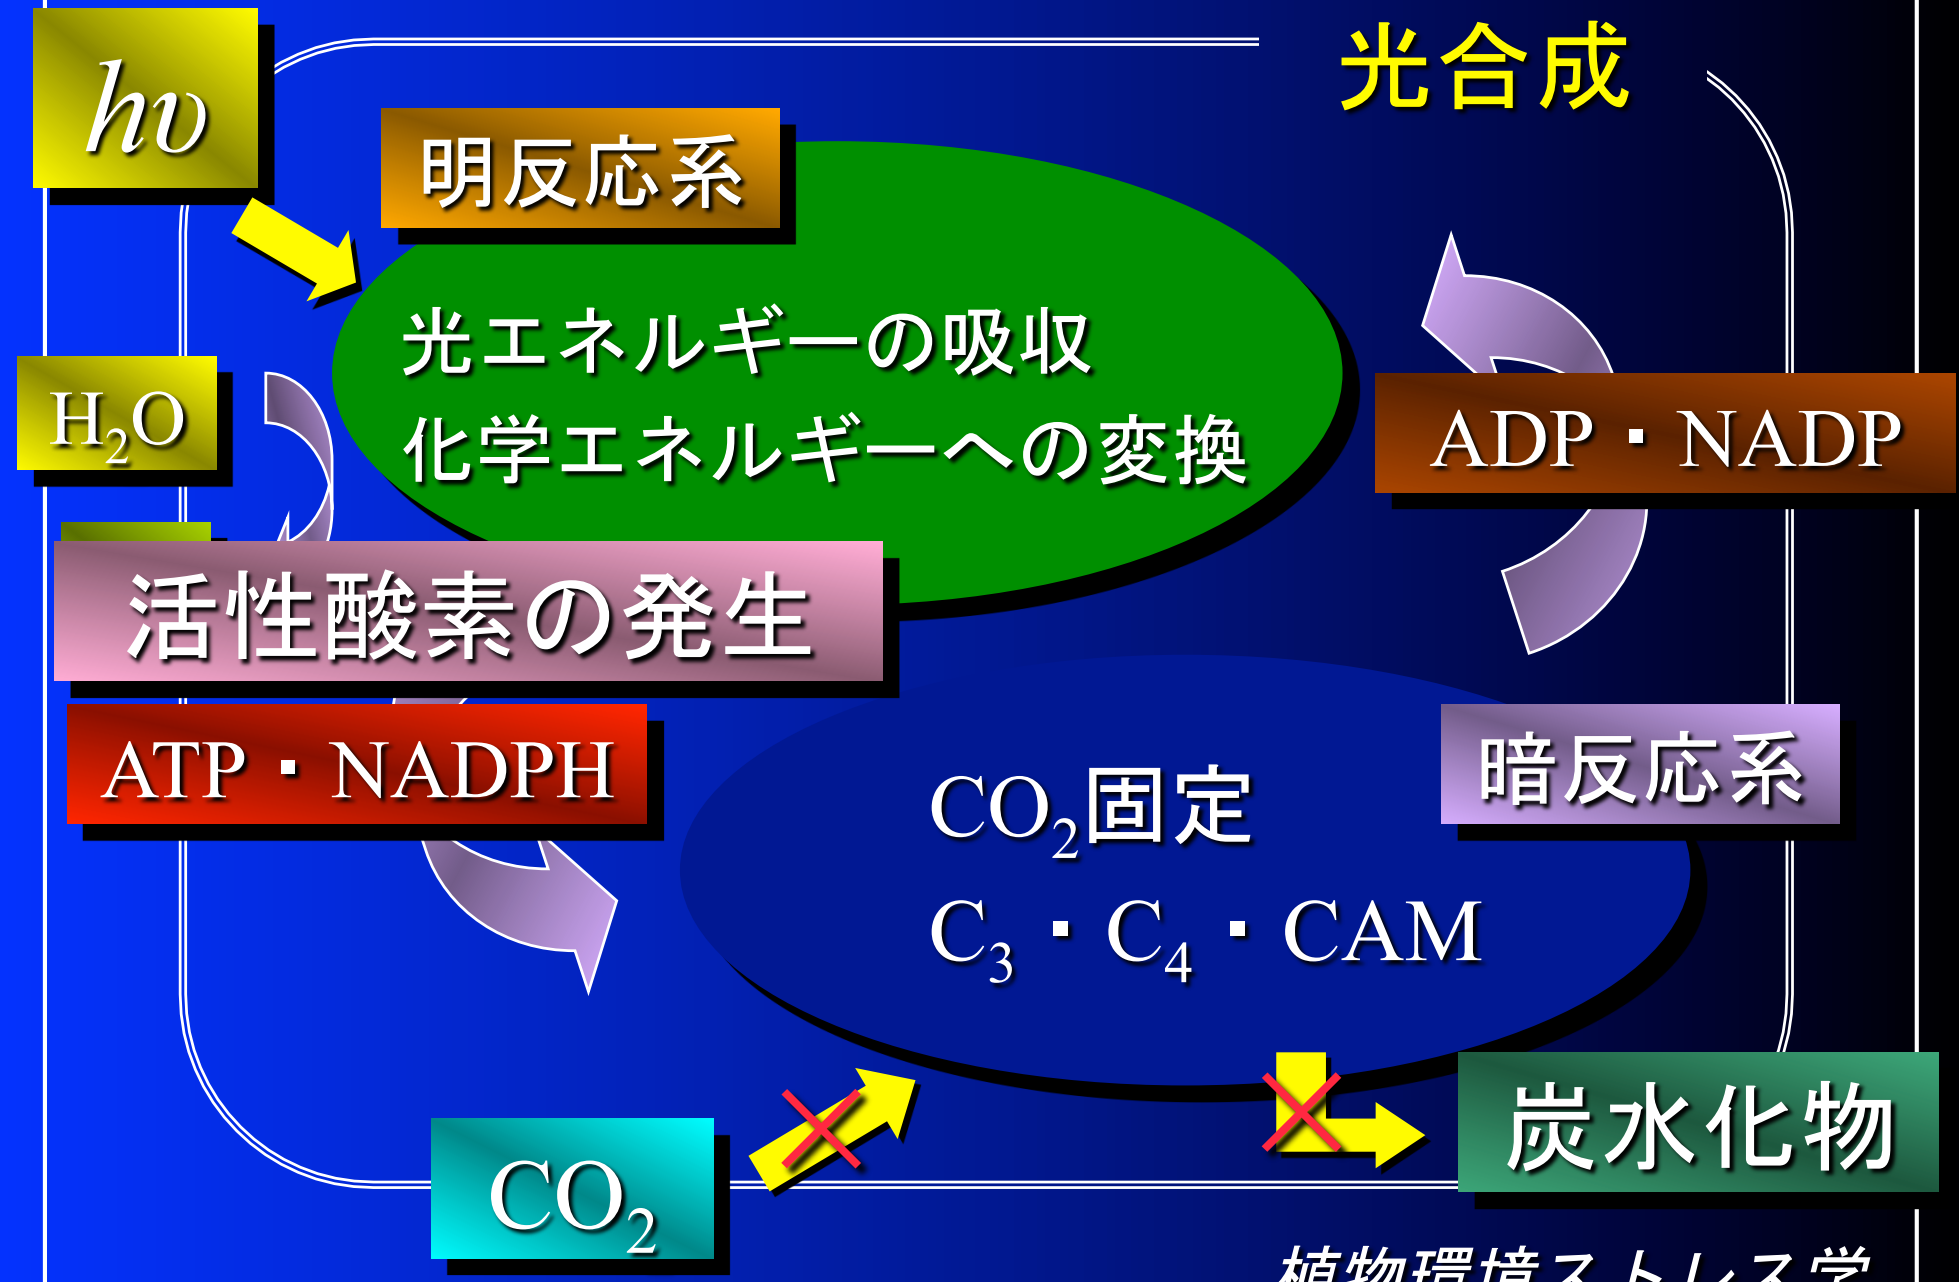 光合成
hυ
明反応系
光エネルギーの吸収
化学エネルギーへの変換
H₂O
ADP・NADP
活性酸素の発生
ATP・NADPH
暗反応系
CO₂固定
C₃・C₄・CAM
炭水化物
CO₂
植物環境ストレス学